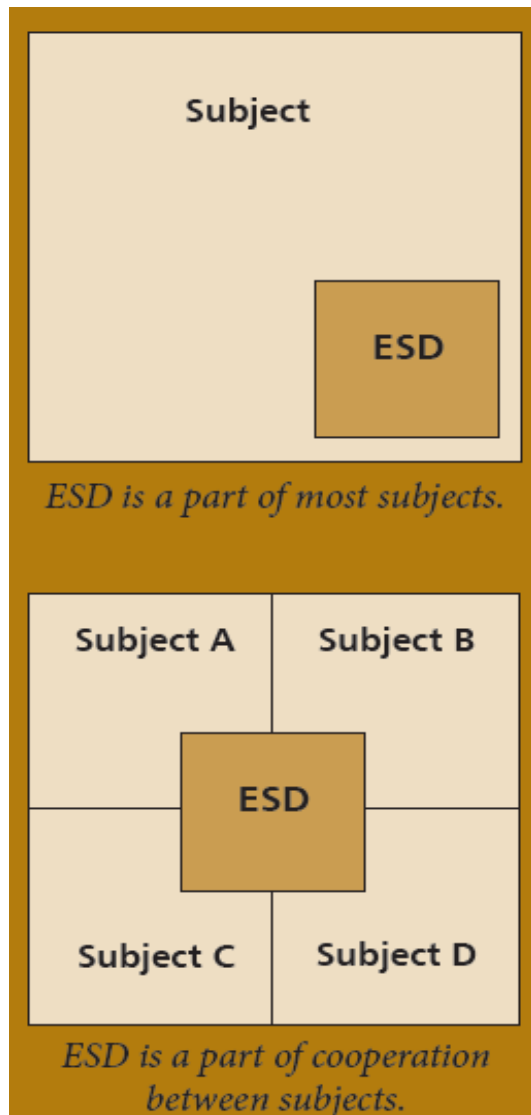 Subject
ESD
ESD is a part of most subjects.
Subject A
Subject B
ESD
Subject C
Subject D
ESD is a part of cooperation
between subjects.